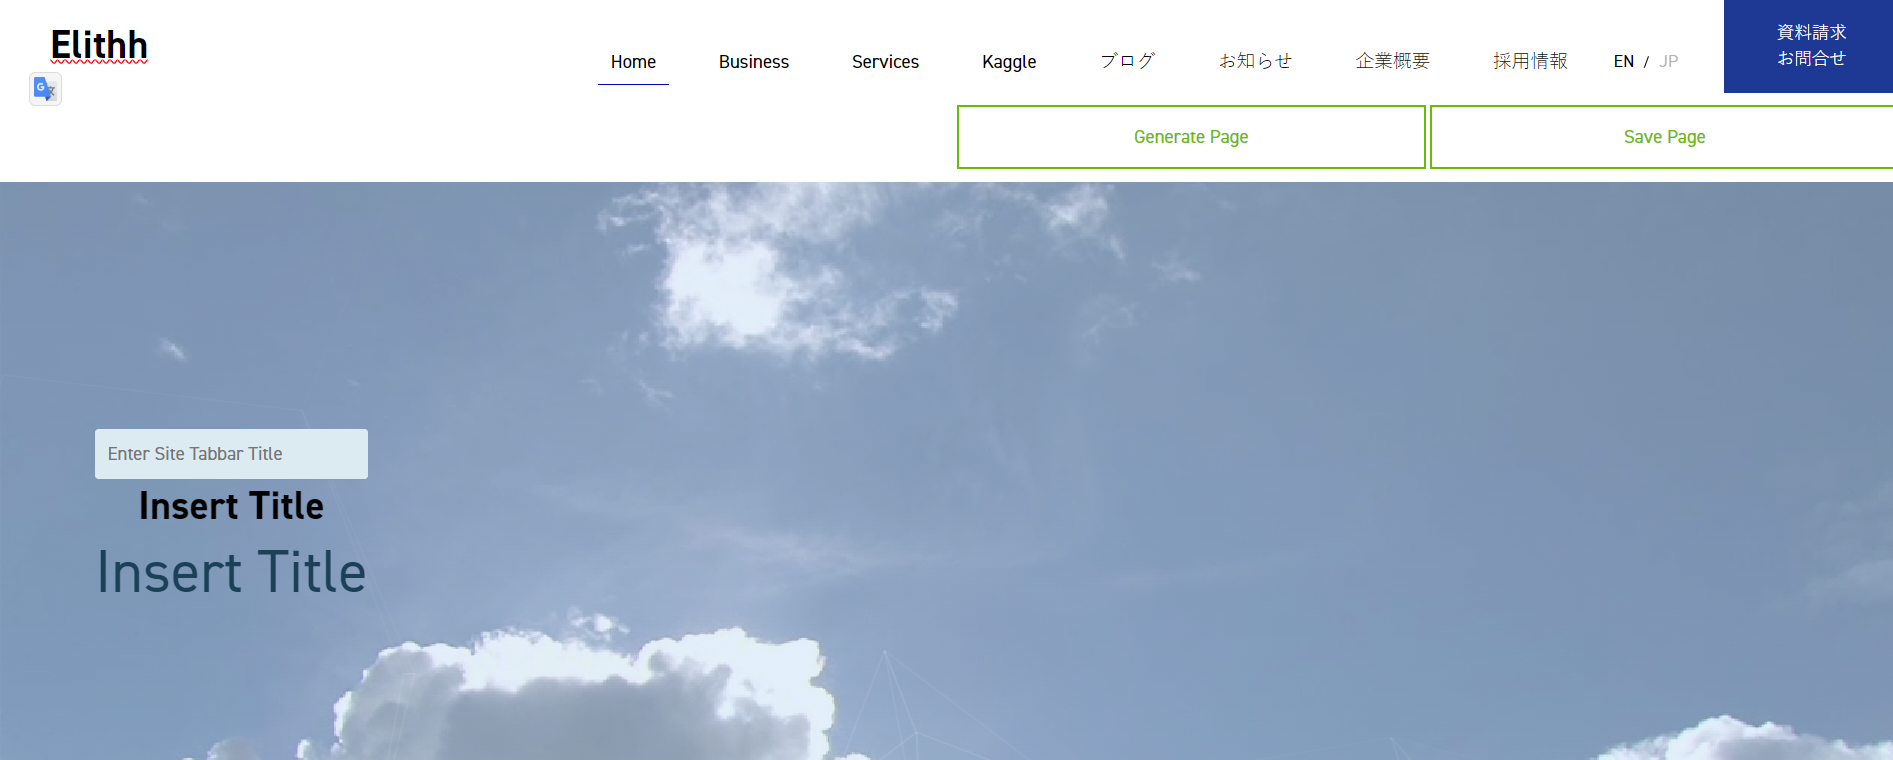 Elithh
Home Business Services Kaggle ブログ お知らせ 企業概要 採用情報 EN / JP
資料請求
お問合せ
Generate Page Save Page
Enter Site Tabbar Title
Insert Title
Insert Title